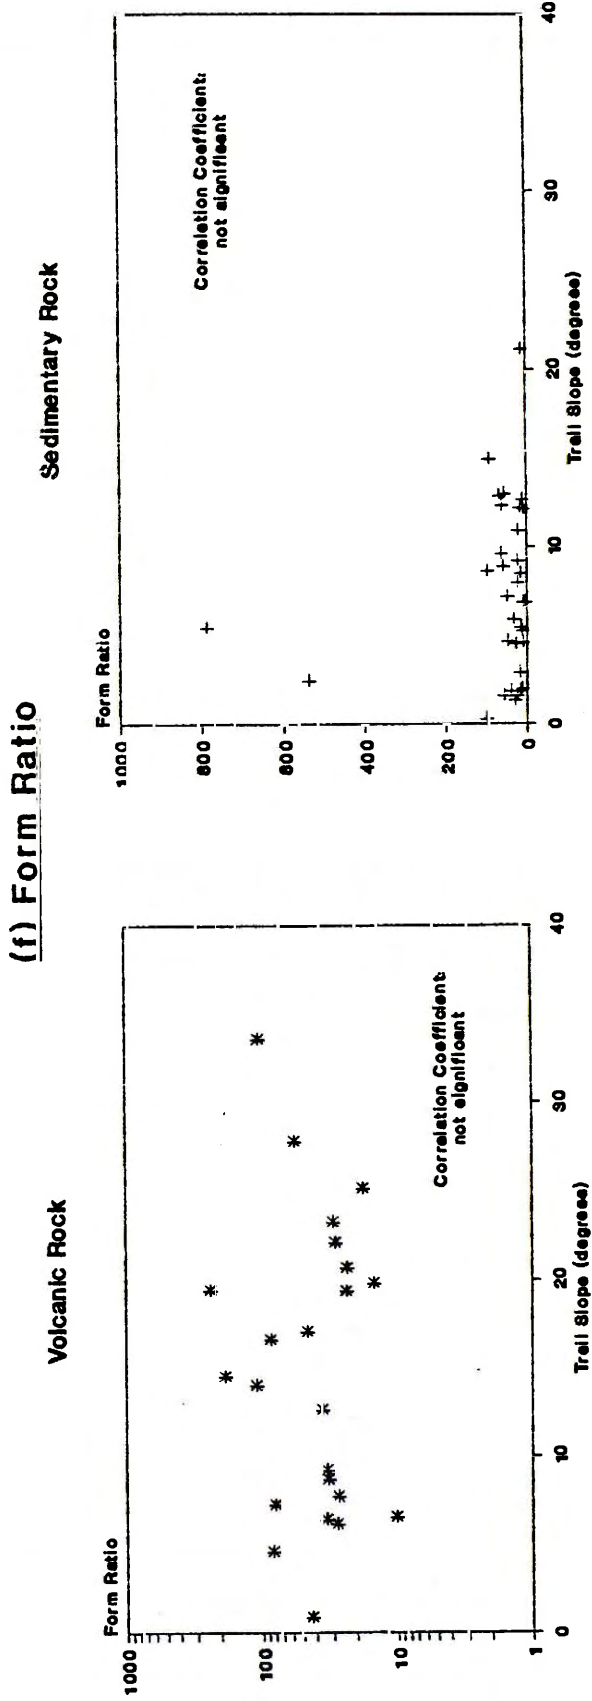 (f) Form Ratio
Volcanic Rock
Form Ratio
1000
100
10
1
0
10
20
30
40
Trail Slope (degrees)
Correlation Coefficient:
not significant
Sedimentary Rock
Form Ratio
1000
800
600
400
200
0
0
10
20
30
40
Trail Slope (degrees)
Correlation Coefficient:
not significant